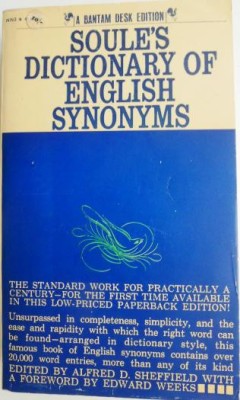 A BANTAM DESK EDITION
SOULE'S
DICTIONARY OF
ENGLISH
SYNONYMS
THE STANDARD WORK FOR PRACTICALLY A
CENTURY—FOR THE FIRST TIME AVAILABLE
IN THIS LOW-PRICED PAPERBACK EDITION!
Unsurpassed in completeness, simplicity, and the
ease and rapidity with which the right word can
be found—arranged in dictionary style, this
famous book of English synonyms contains over
20,000 word entries, more than any of its kind
EDITED BY ALFRED D. SHEFFIELD WITH
A FOREWORD BY EDWARD WEEKS